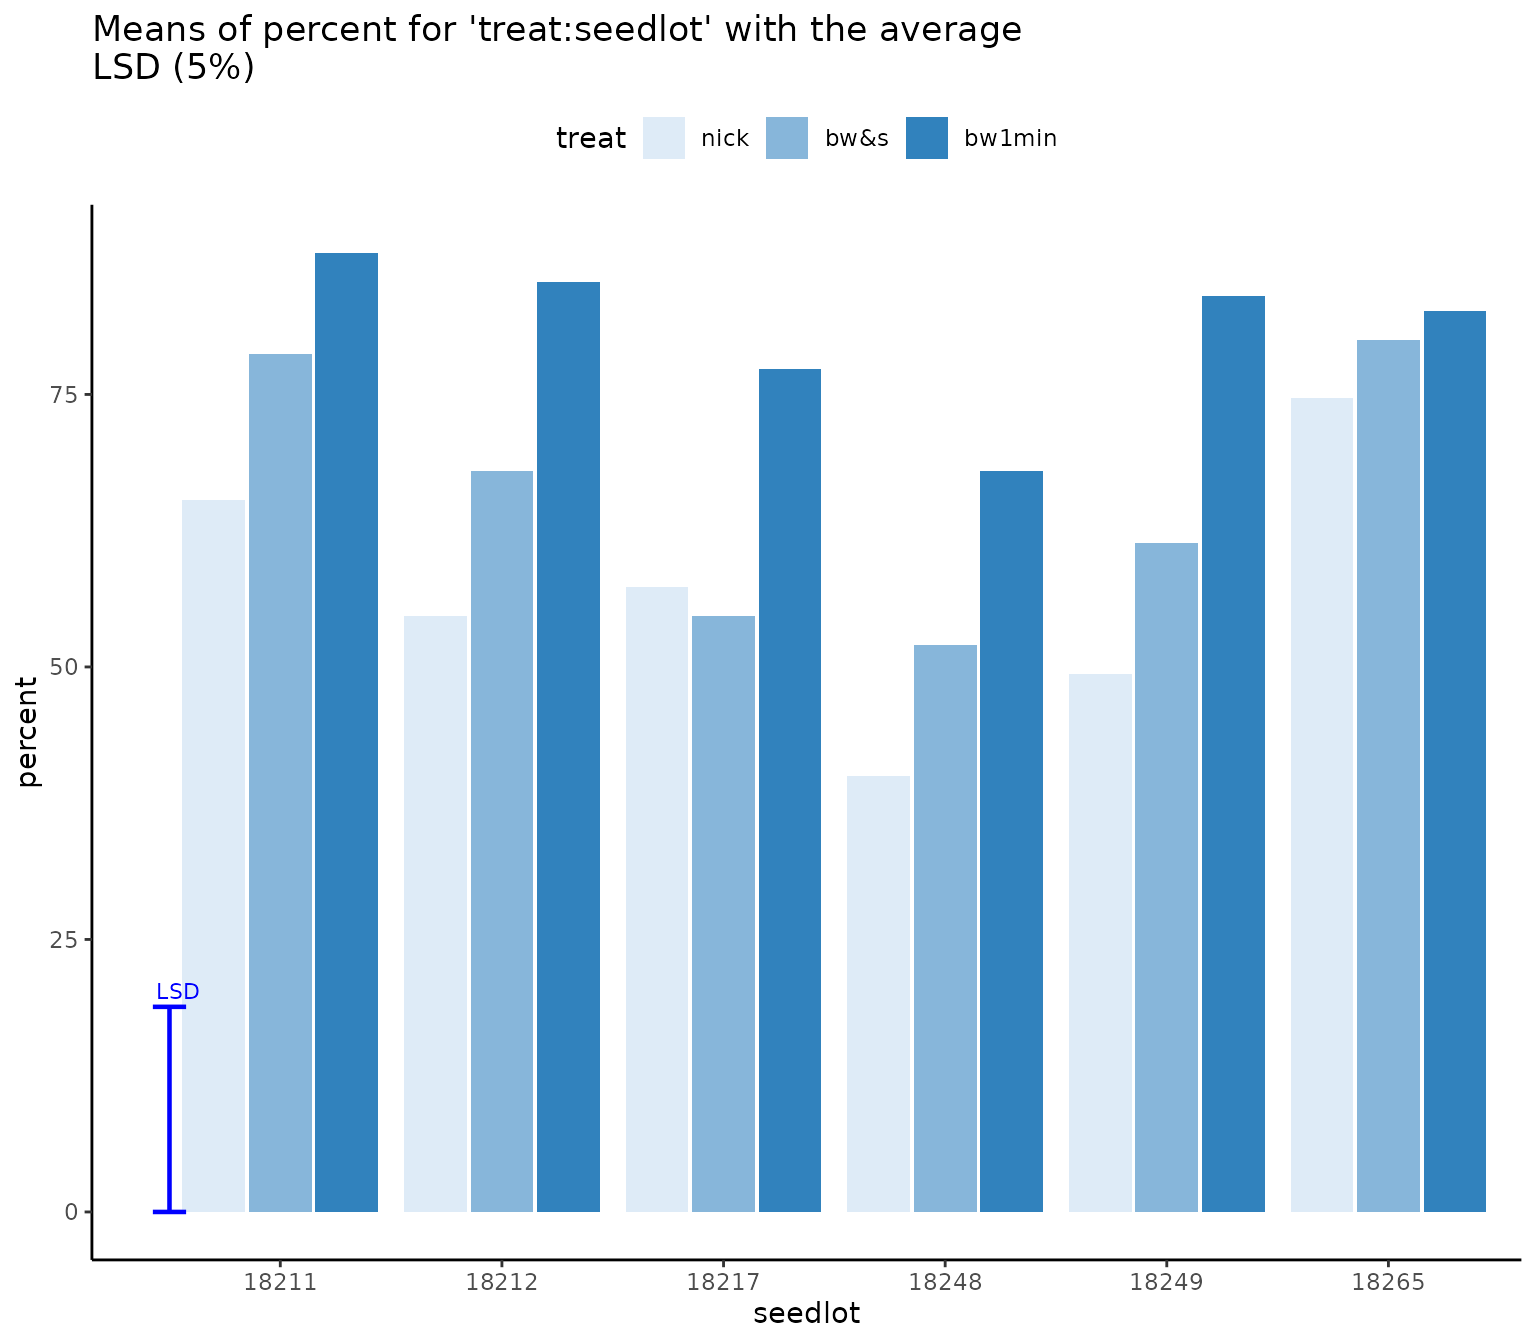 Means of percent for 'treat:seedlot' with the average
LSD (5%)
treat nick bw&s bw1min
percent
75
50
25
0
LSD
18211 18212 18217 18248 18249 18265
seedlot